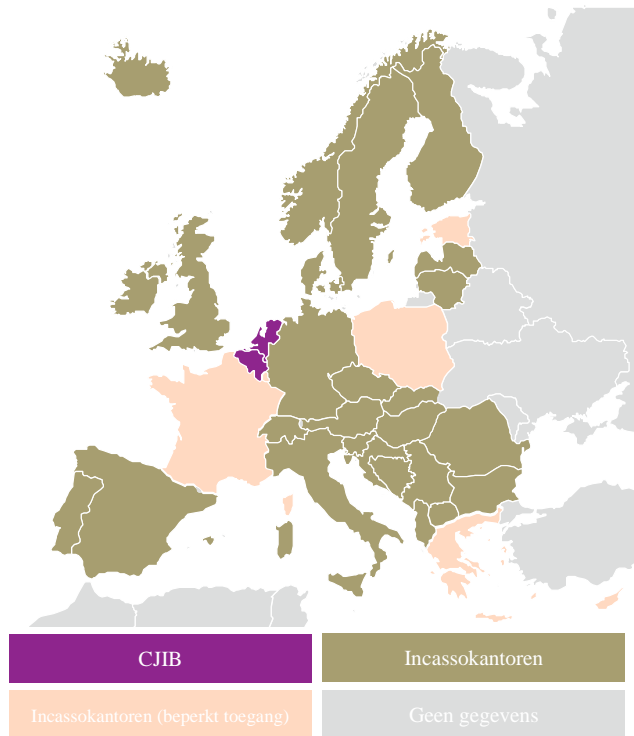 CJIB
Incassokantoren
Incassokantoren (beperkt toegang)
Geen gegevens